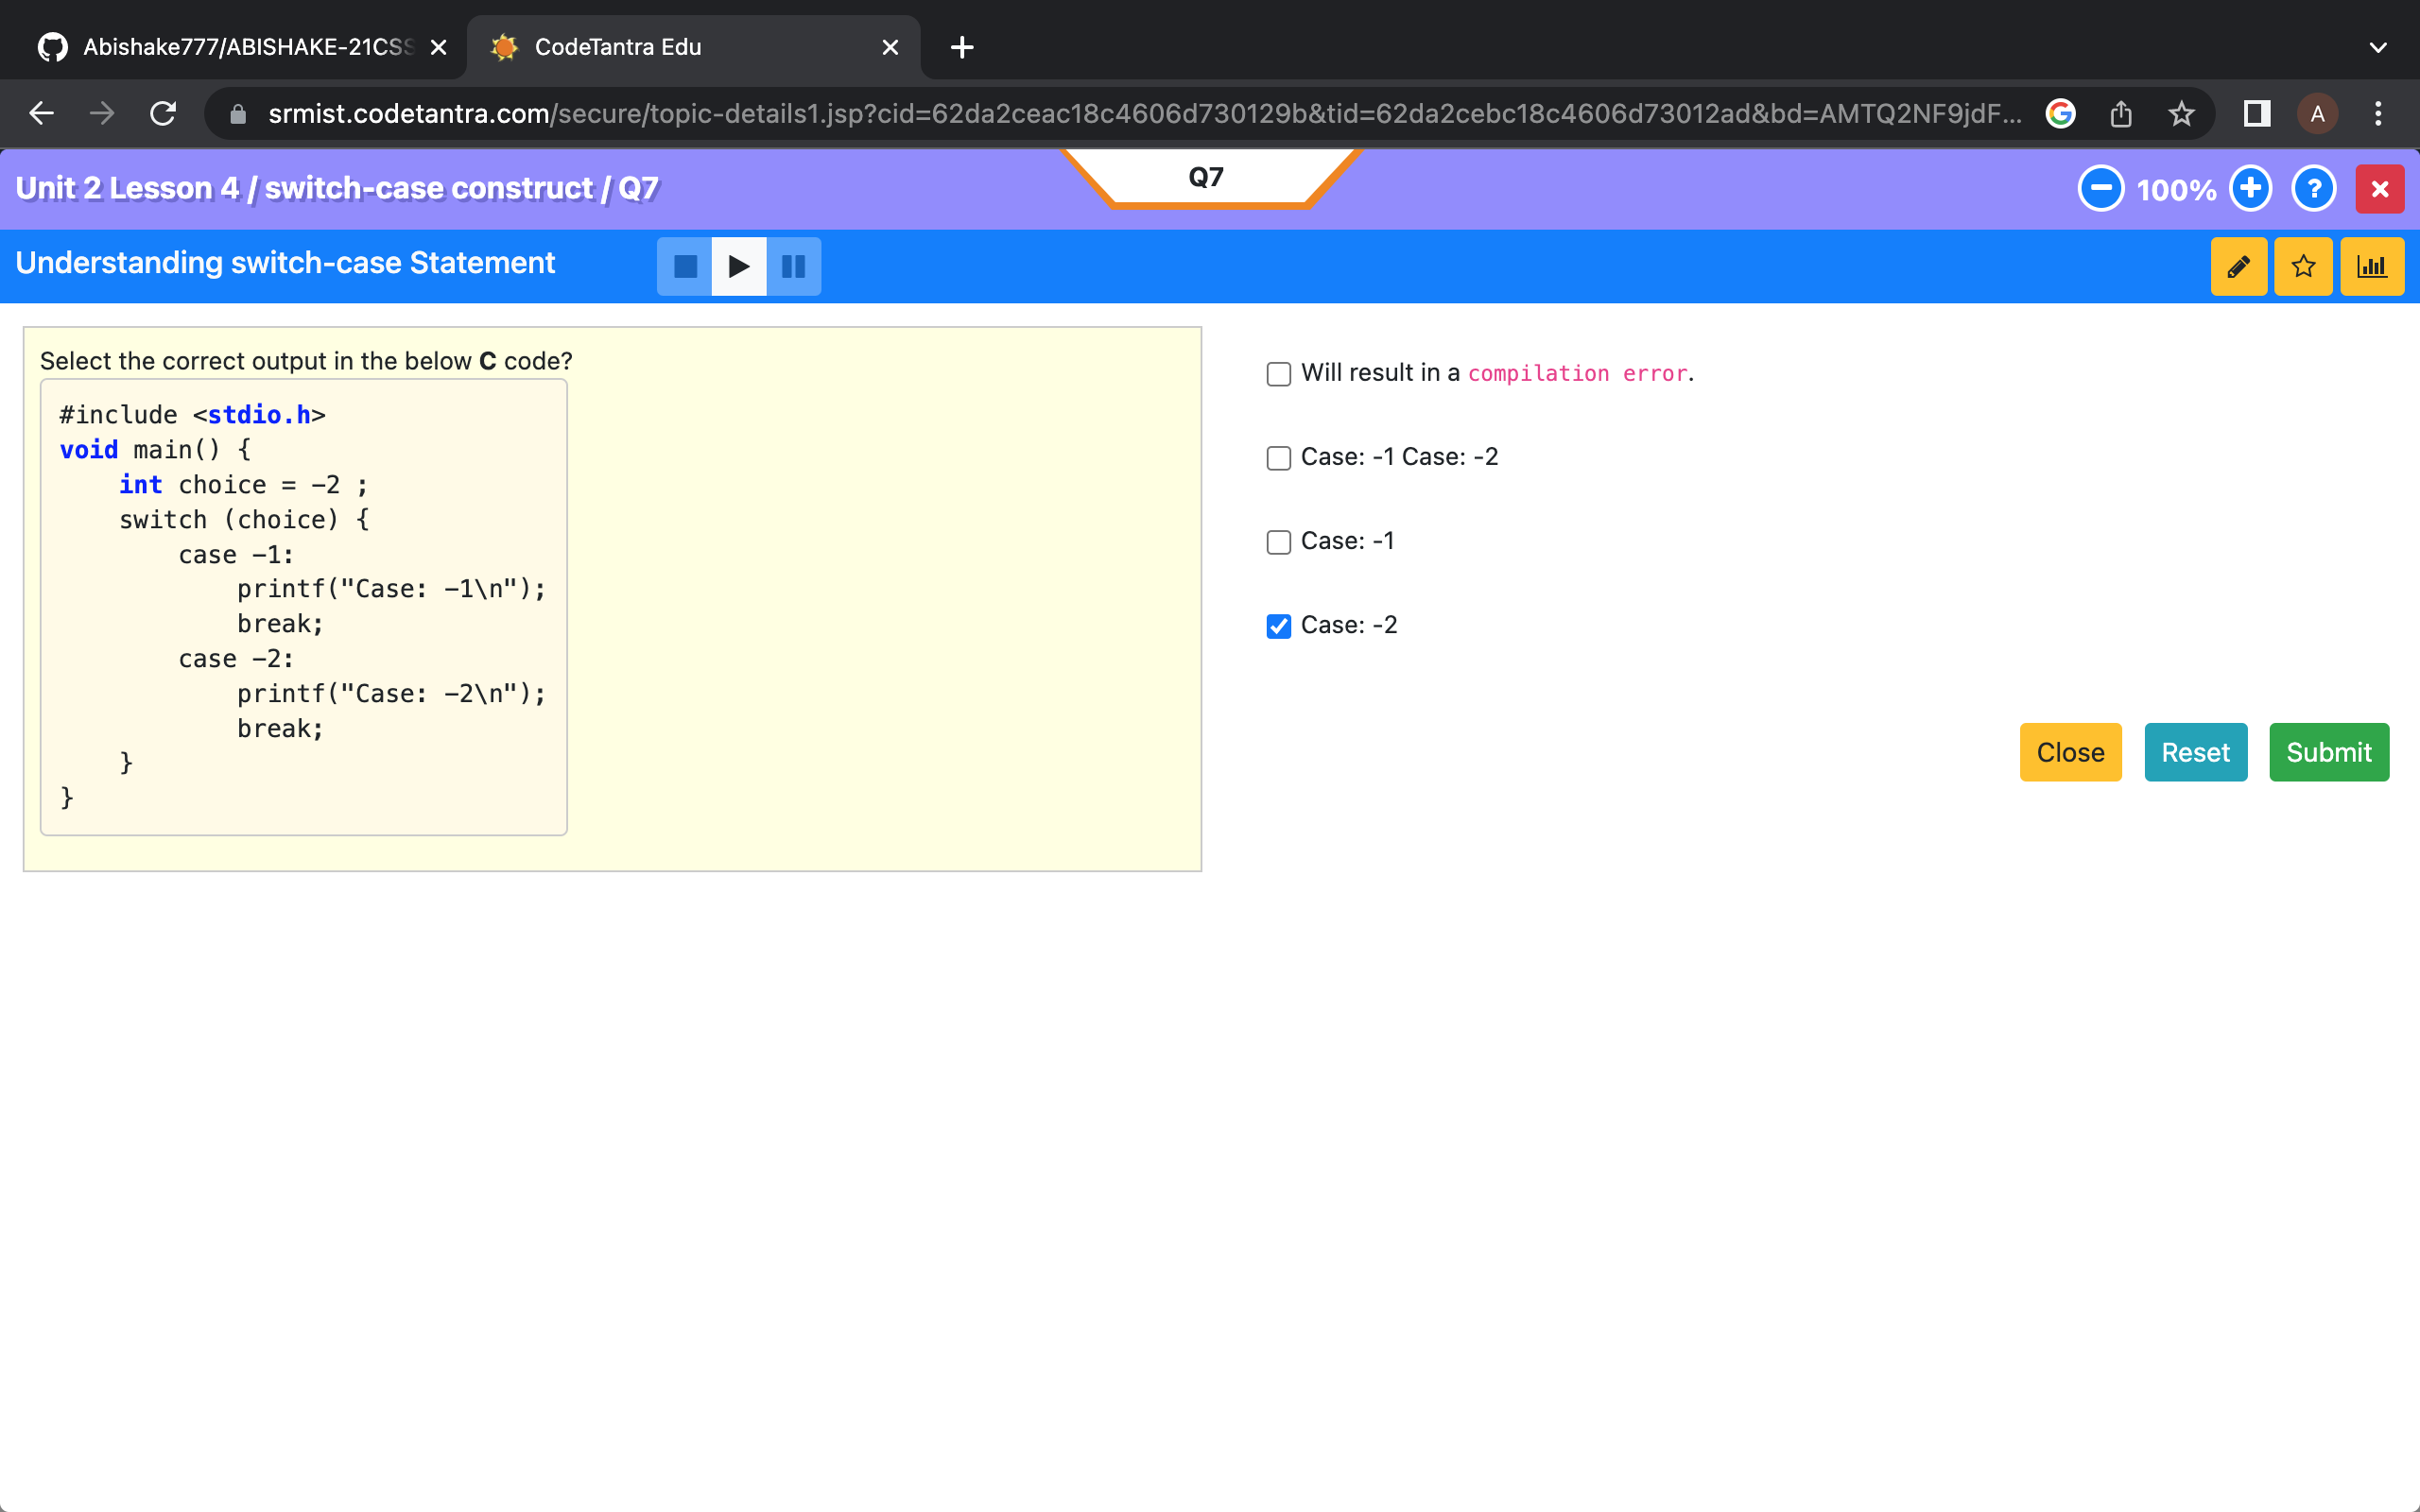 Abishake777/ABISHAKE-21CSS
CodeTantra Edu
srmist.codetantra.com/secure/topic-details1.jsp?cid=62da2ceac18c4606d730129b&tid=62da2cebc18c4606d73012ad&bd=AMTQ2NF9jdF...
A
Unit 2 Lesson 4 / switch-case construct / Q7
Q7
100%
?
Understanding switch-case Statement
Select the correct output in the below C code?
#include <stdio.h>
void main() {
    int choice = -2 ;
    switch (choice) {
        case -1:
            printf("Case: -1\n");
            break;
        case -2:
            printf("Case: -2\n");
            break;
    }
}
Will result in a compilation error.
Case: -1 Case: -2
Case: -1
Case: -2
Close
Reset
Submit